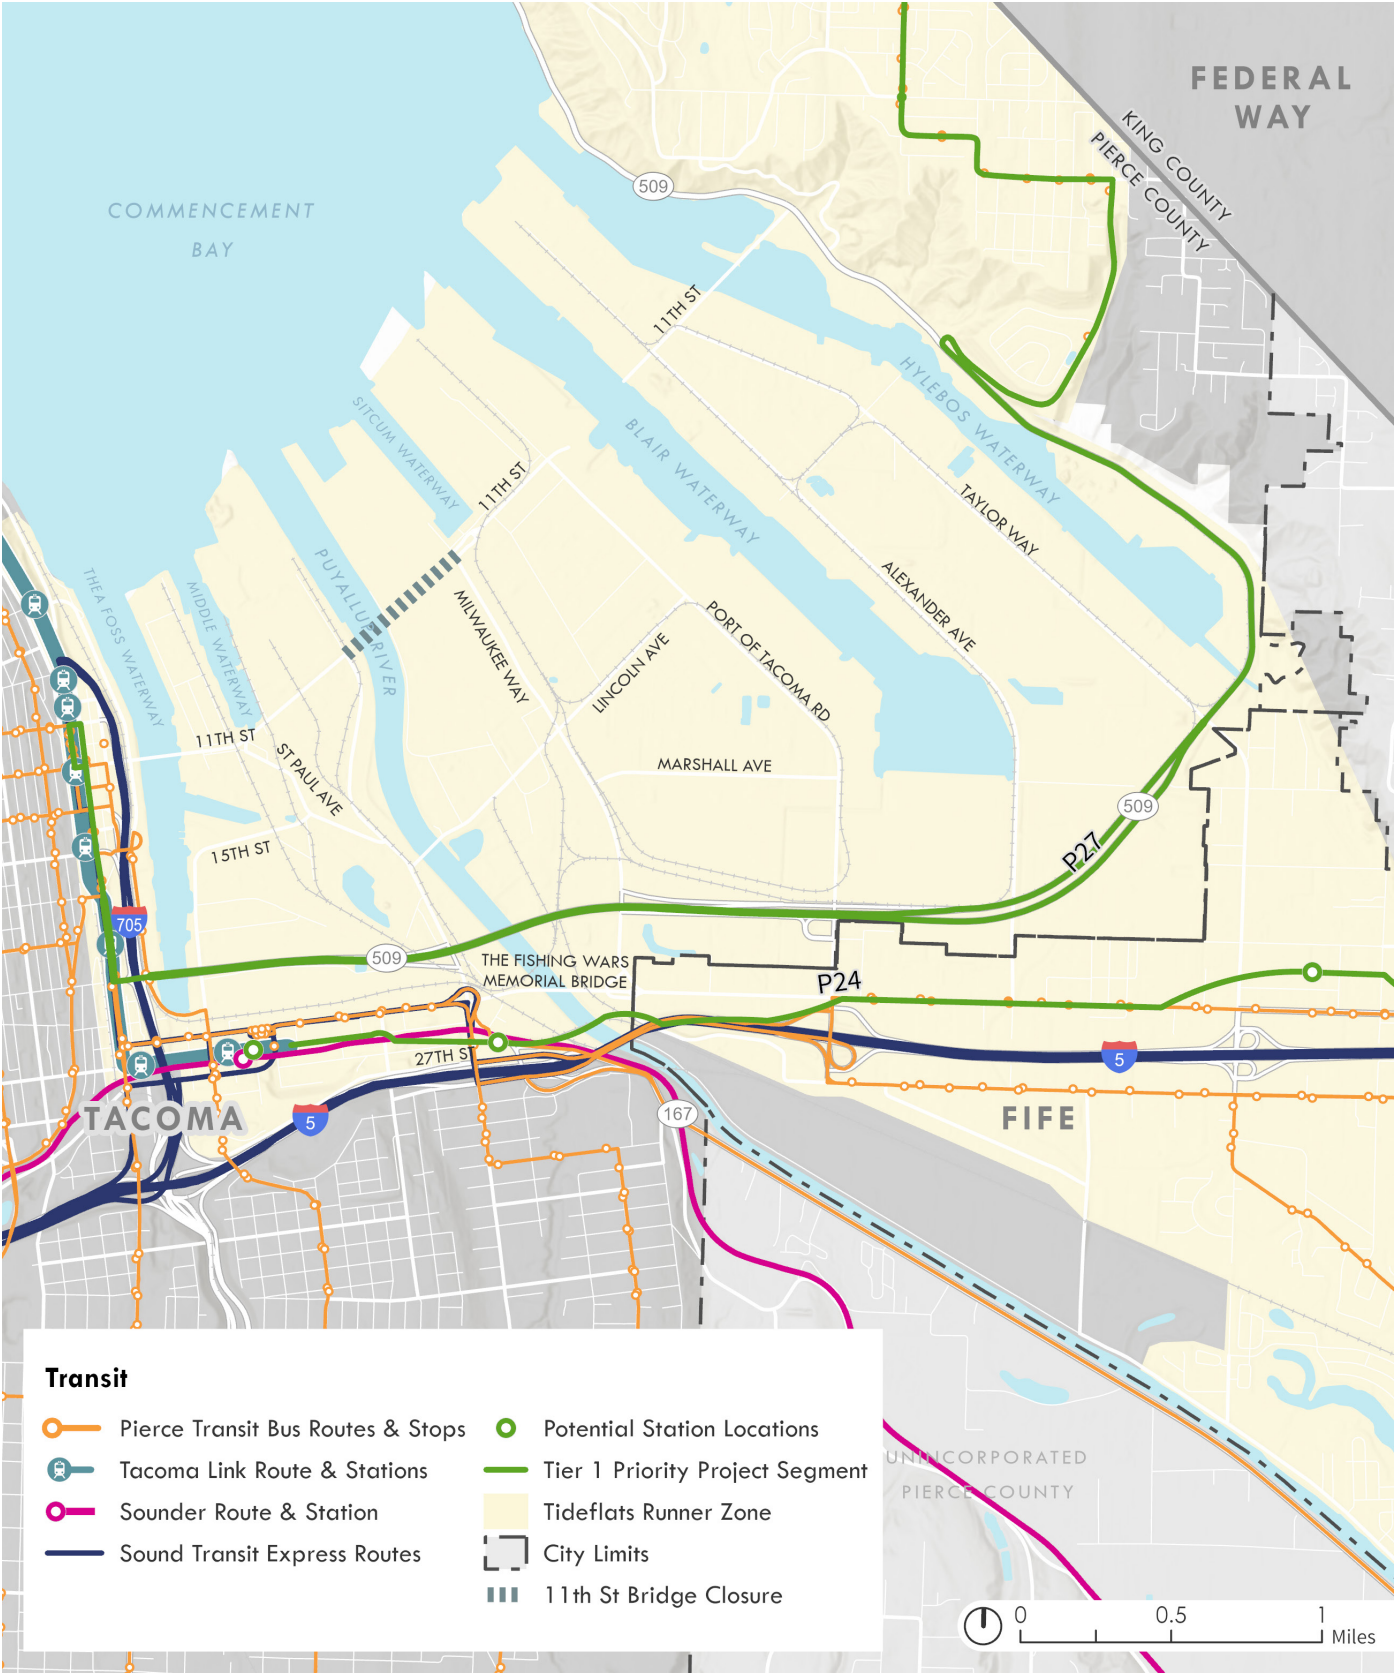 FEDERAL
WAY
KING COUNTY
PIERCE COUNTY
509
COMMENCEMENT
BAY
11TH ST
HYLEBOS WATERWAY
SITCUM WATERWAY
BLAIR WATERWAY
11TH ST
TAYLOR WAY
PUYALLUP RIVER
THEA FOSS WATERWAY
MIDDLE WATERWAY
MILWAUKEE WAY
ALEXANDER AVE
LINCOLN AVE
PORT OF TACOMA RD
11TH ST
ST PAUL AVE
MARSHALL AVE
509
15TH ST
P27
705
509
THE FISHING WARS
MEMORIAL BRIDGE
P24
27TH ST
5
TACOMA
5
167
FIFE
UNINCORPORATED
PIERCE COUNTY
Transit
Pierce Transit Bus Routes & Stops
Tacoma Link Route & Stations
Sounder Route & Station
Sound Transit Express Routes
Potential Station Locations
Tier 1 Priority Project Segment
Tideflats Runner Zone
City Limits
11th St Bridge Closure
0 0.5 1
Miles